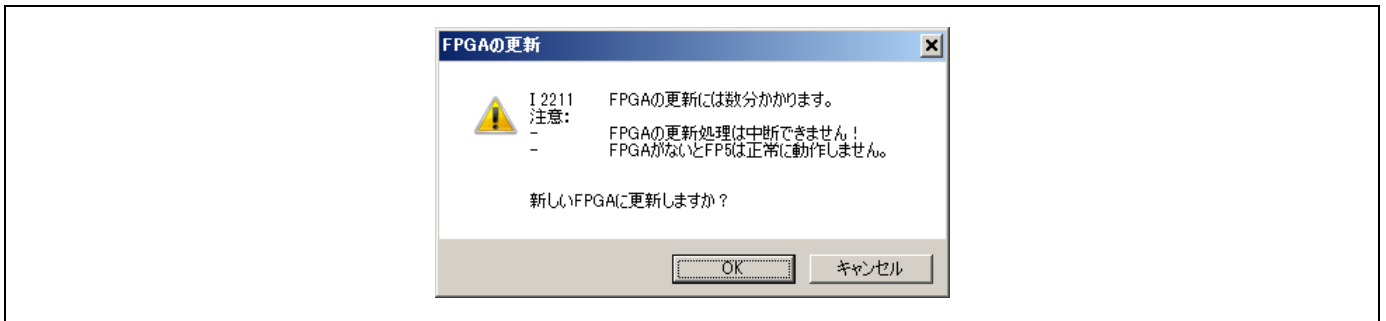 FPGAの更新
I 2211 FPGAの更新には数分かかります。
注意:
- FPGAの更新処理は中断できません！
- FPGAがないとFP5は正常に動作しません。
新しいFPGAに更新しますか？
OK キャンセル